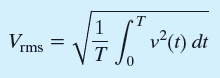 V_rms = √( (1/T) ∫₀ᵀ v²(t) dt )